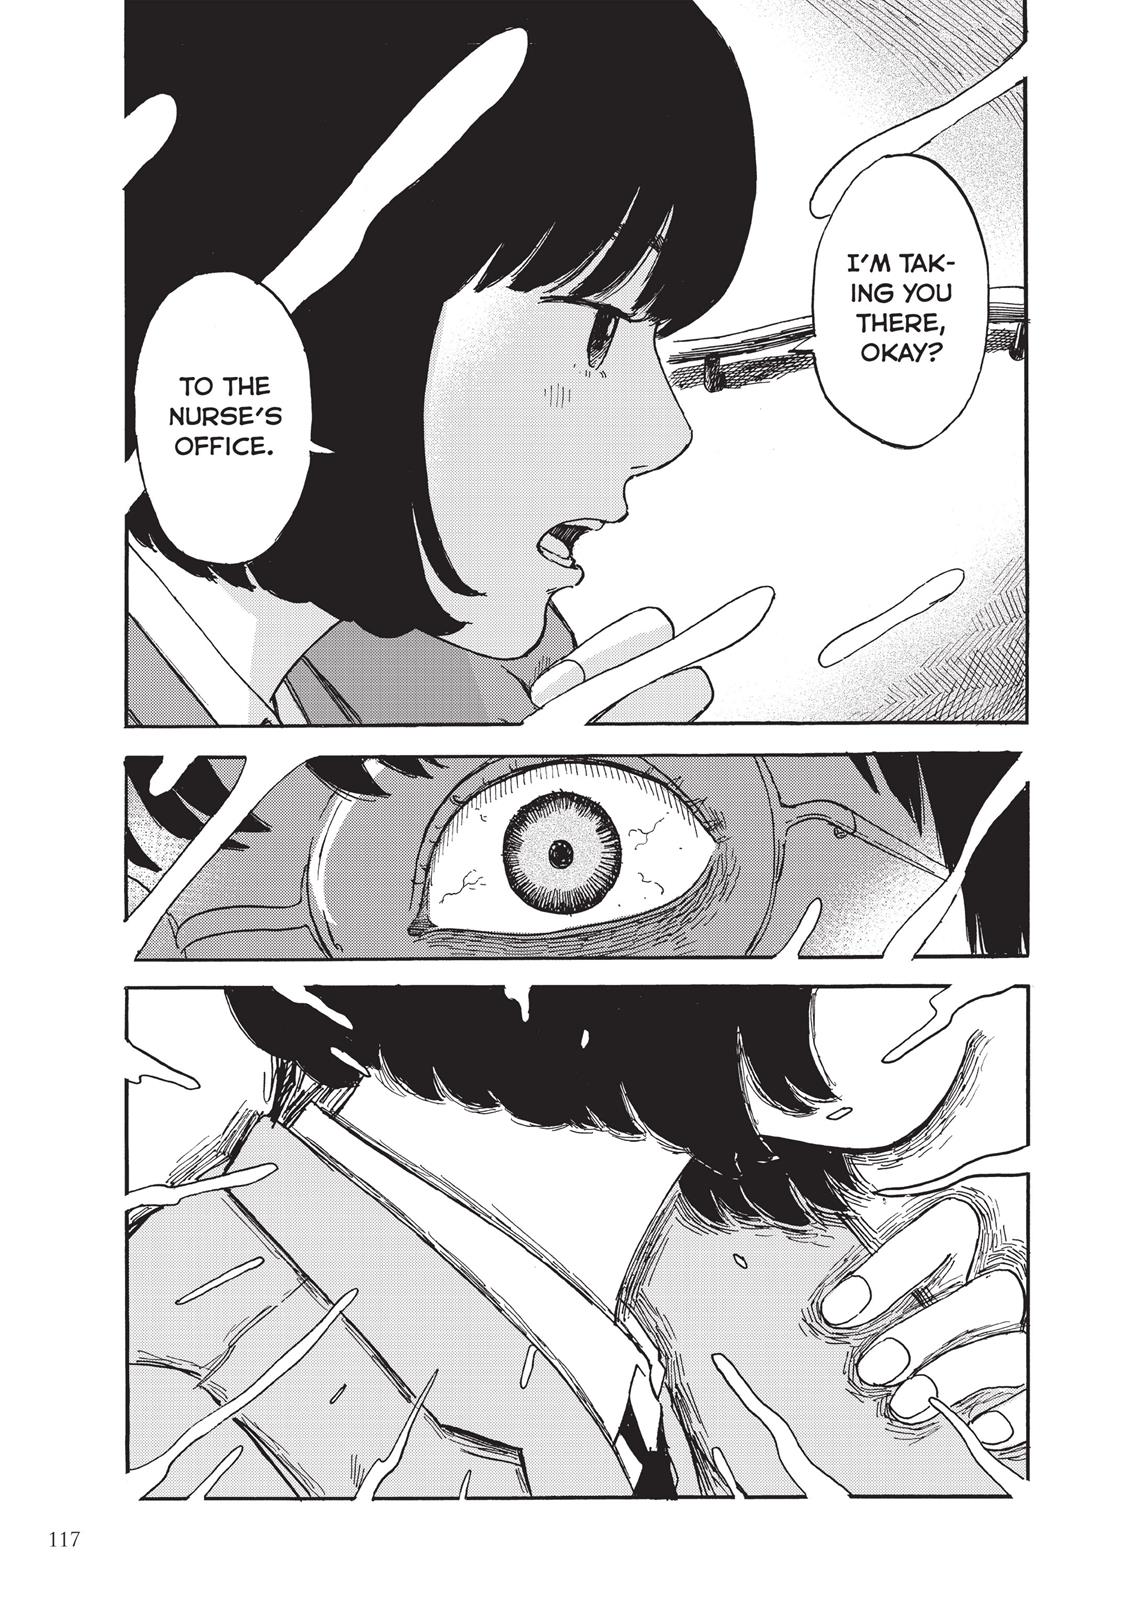 I'M TAK-
ING YOU
THERE,
OKAY?
TO THE
NURSE'S
OFFICE.
117